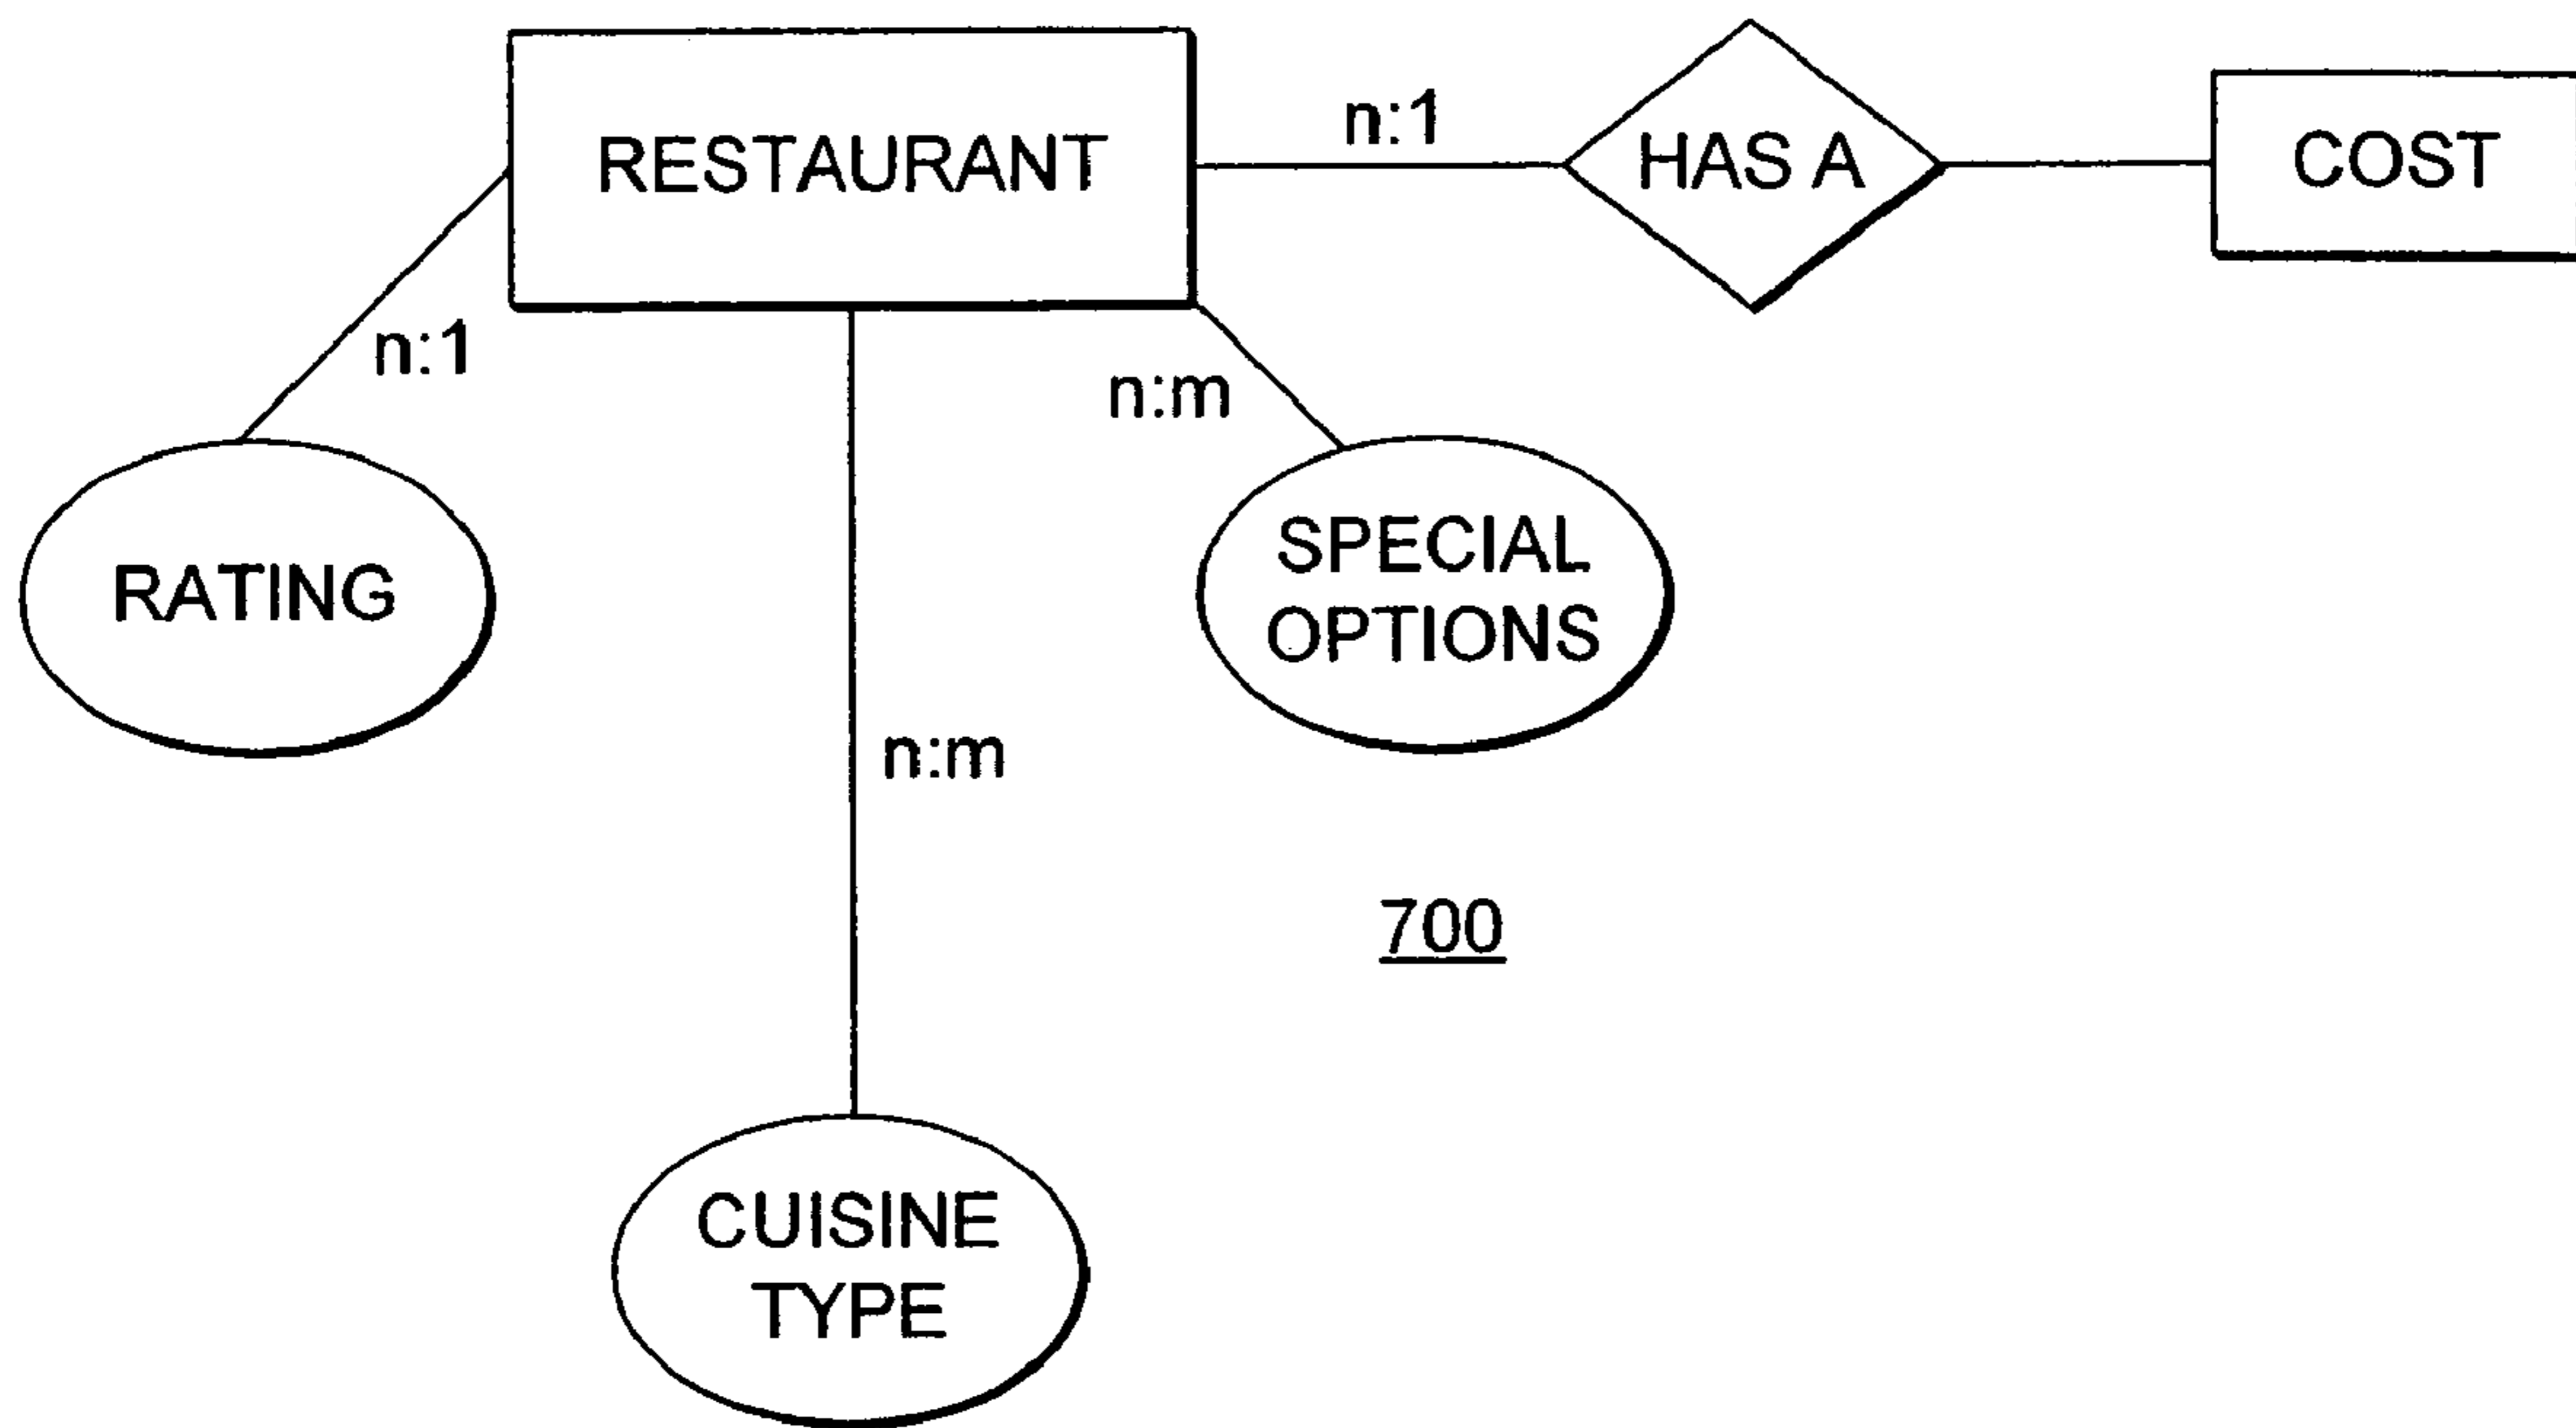 RESTAURANT
n:1
HAS A
COST
n:1
n:m
RATING
SPECIAL
OPTIONS
n:m
700
CUISINE
TYPE